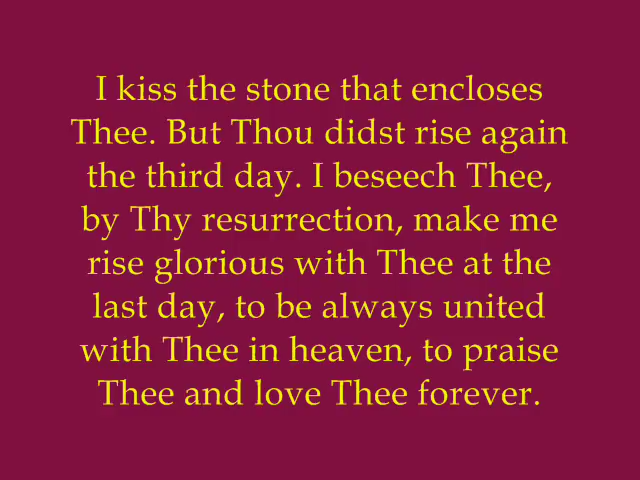 I kiss the stone that encloses
Thee. But Thou didst rise again
the third day. I beseech Thee,
by Thy resurrection, make me
rise glorious with Thee at the
last day, to be always united
with Thee in heaven, to praise
Thee and love Thee forever.